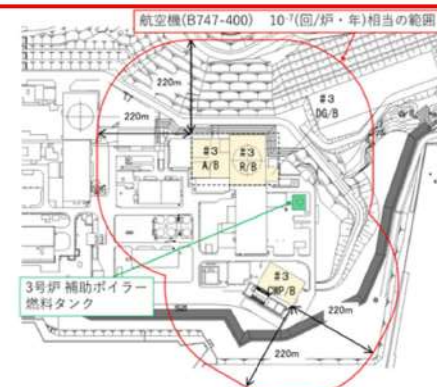 航空機(B747-400)　10⁻⁷(回/炉・年)相当の範囲
220m
220m
#3
DG/B
#3
A/B
#3
R/B
3号炉 補助ボイラー
燃料タンク
#3
CWP/B
220m
220m